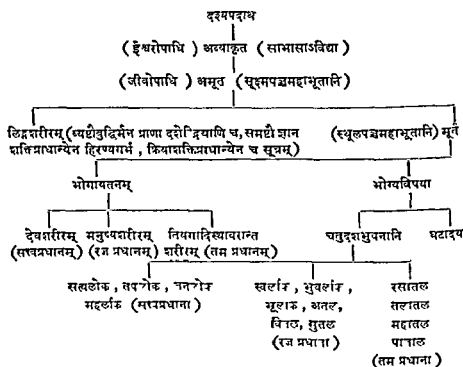 दृश्यपदार्थ
(ईश्वरोपाधि) अव्याकृत (साभासाऽविद्या)
(जीवोपाधि) अमूर्त (सूक्ष्मपञ्चमहाभूतानि)
लिङ्गशरीरम् (व्यष्टौ बुद्धिर्मन प्राणा दशेन्द्रियाणि च, समष्टौ ज्ञान
शक्तिप्राधान्येन हिरण्यगर्भ, क्रियाशक्तिप्राधान्येन च सूत्रम्)
(स्थूलपञ्चमहाभूतानि) मूर्त
भोगायतनम्
भोग्यविषया
देवशरीरम्
(सत्त्वप्रधानम्)
मनुष्यशरीरम्
(रज प्रधानम्)
तिर्यगादिस्थावरान्त
शरीरम् (तम प्रधानम्)
चतुर्दशभुवनानि
घटादय
सत्यलोक, तपोलोक, जनलोक
महर्लोक (सत्त्वप्रधाना)
स्वर्लोक, भुवर्लोक,
भूलोक, अतल,
वितल, सुतल
(रज प्रधाना)
रसातल
तलातल
महातल
पाताल
(तम प्रधाना)